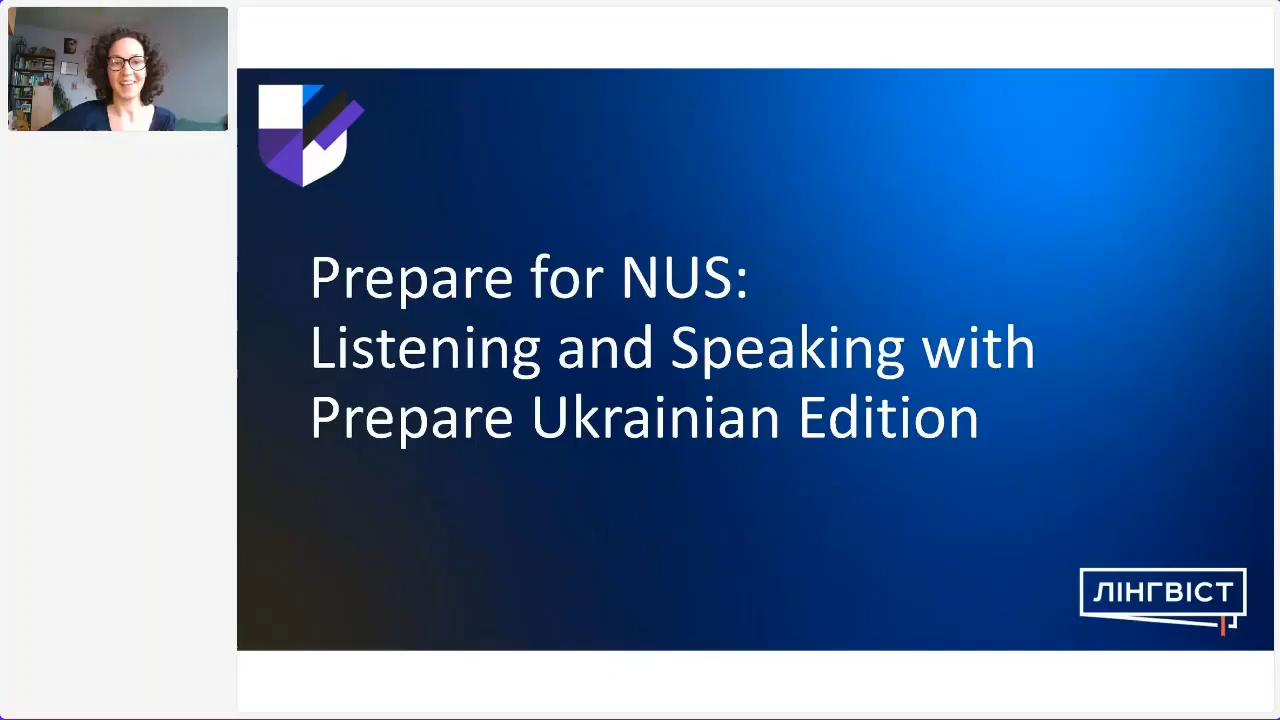 Prepare for NUS:
Listening and Speaking with
Prepare Ukrainian Edition
ЛІНГВІСТ